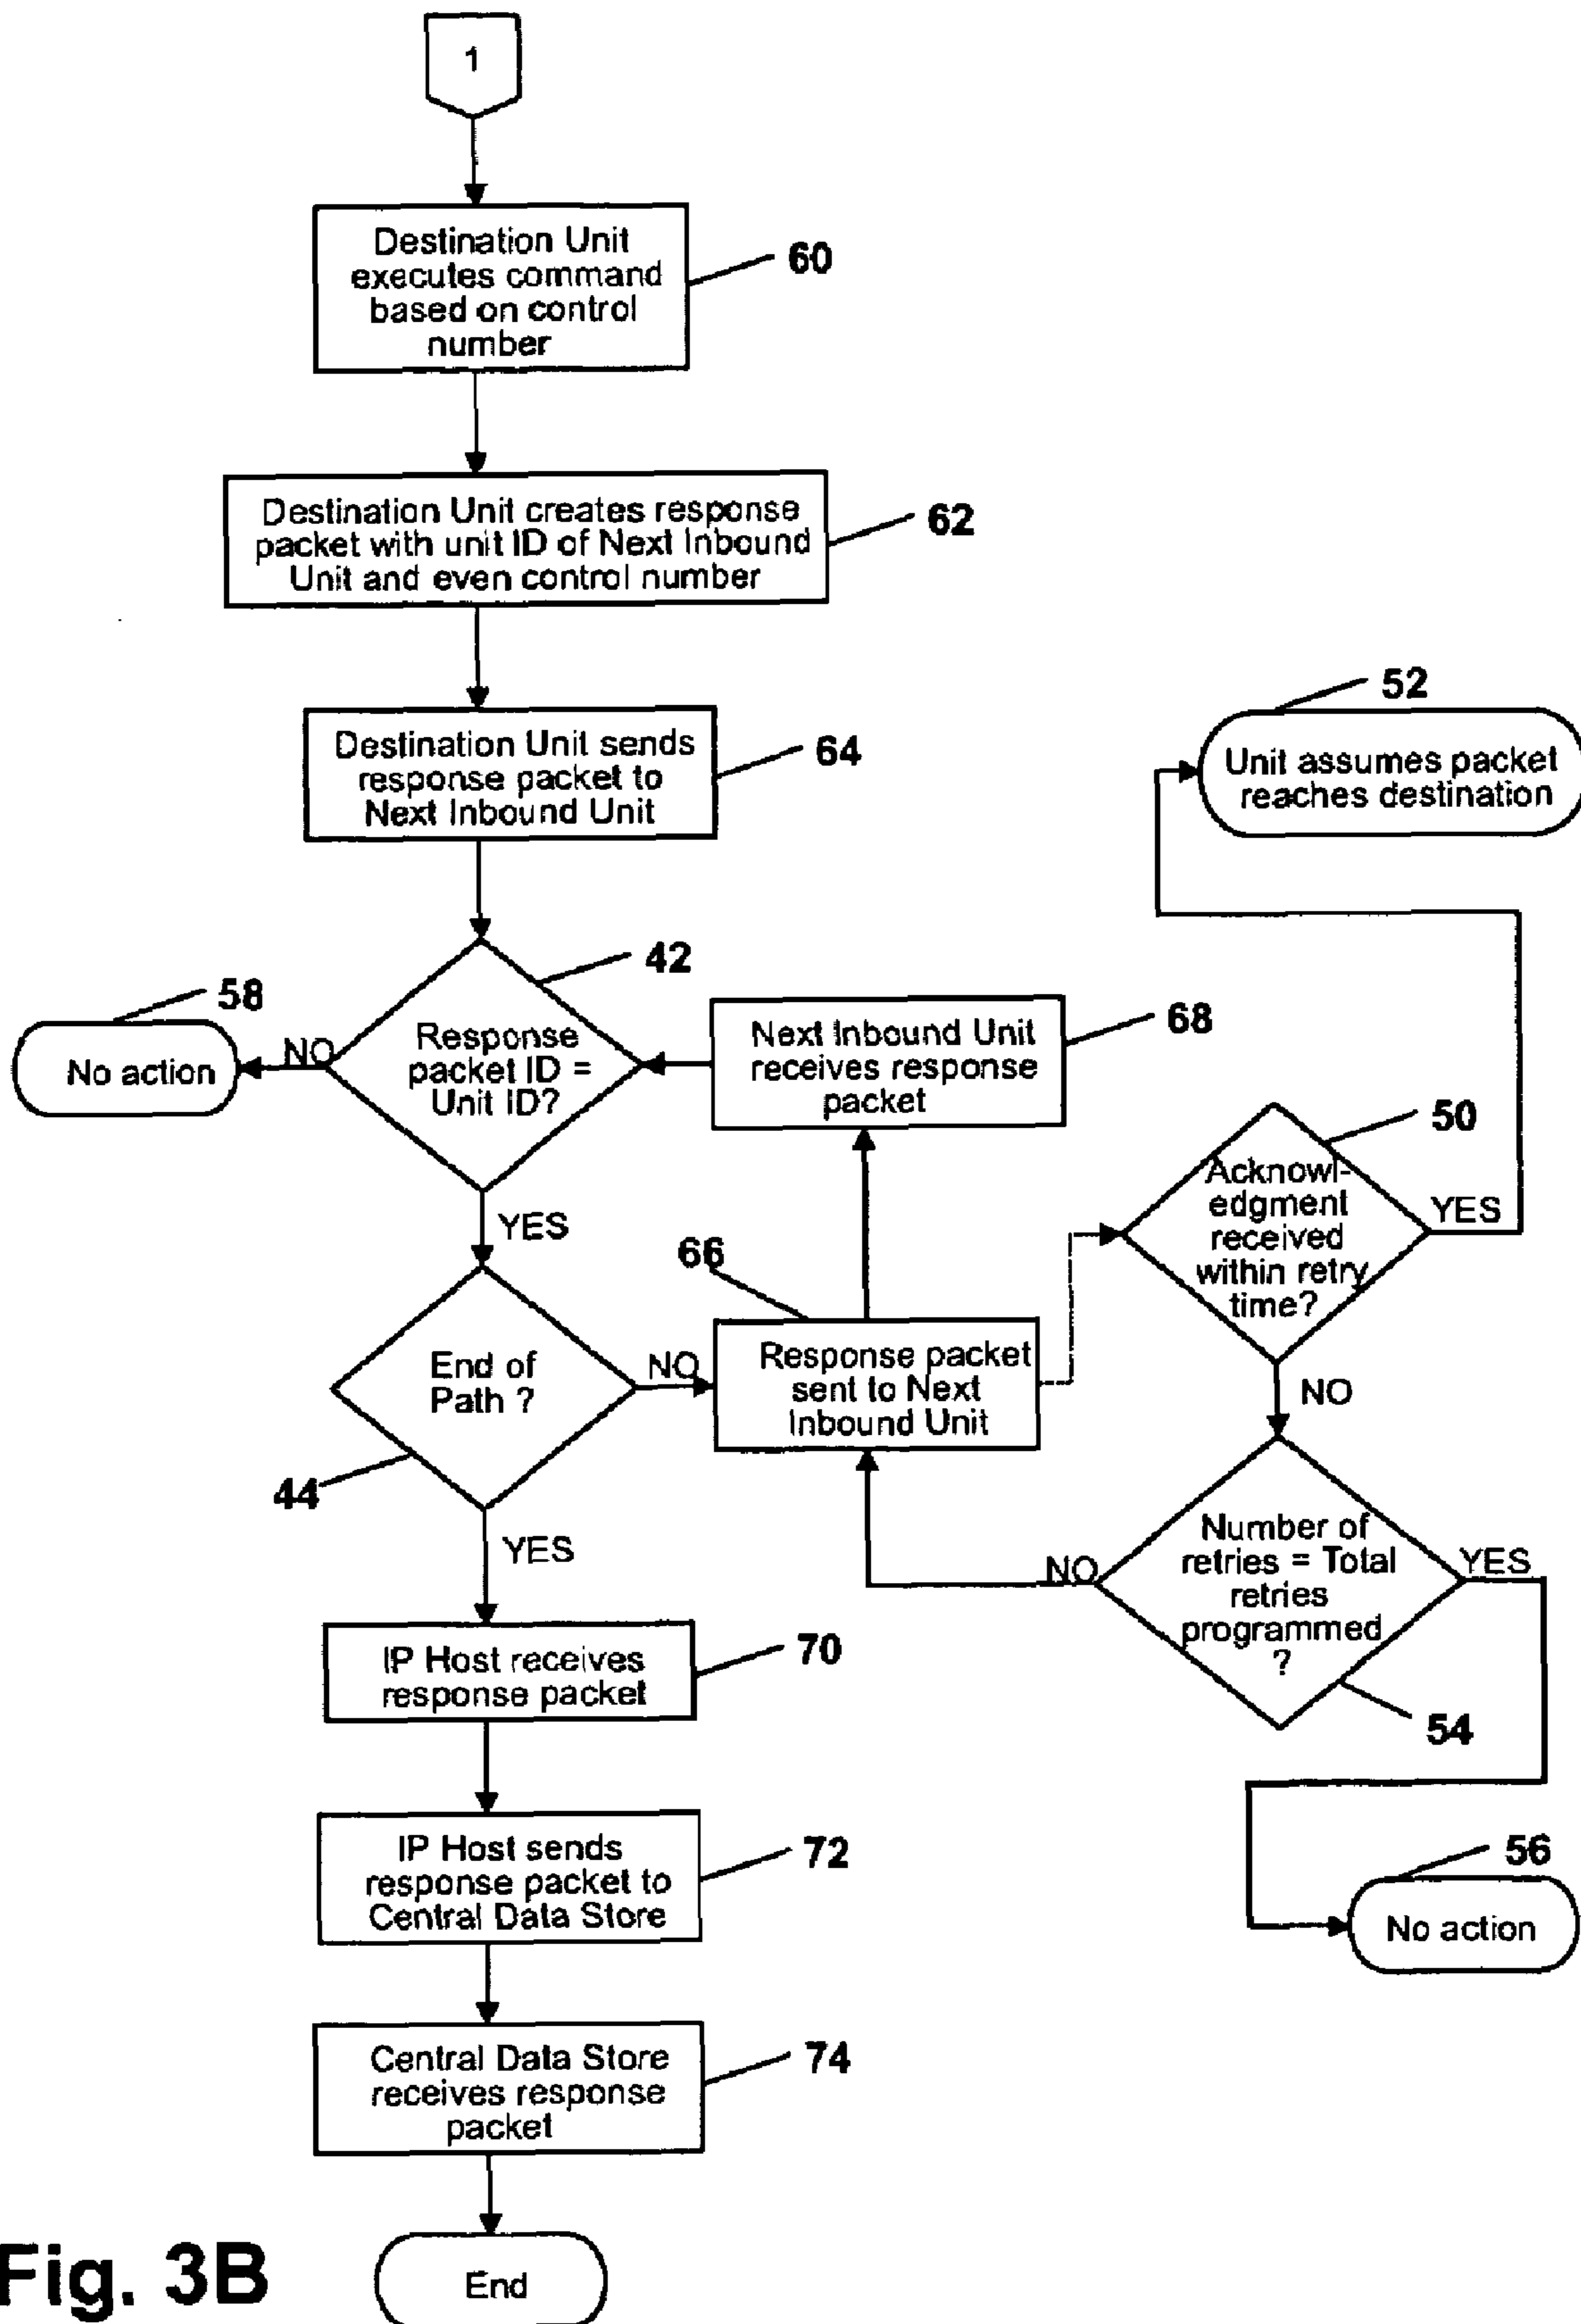 1
Destination Unit
executes command
based on control
number
60
Destination Unit creates response
packet with unit ID of Next Inbound
Unit and even control number
62
Destination Unit sends
response packet to
Next Inbound Unit
64
52
Unit assumes packet
reaches destination
42
58
No action
NO
Response
packet ID =
Unit ID?
Next Inbound Unit
receives response
packet
68
50
Acknowl-
edgment
received
within retry
time?
YES
YES
66
End of
Path ?
NO
Response packet
sent to Next
Inbound Unit
NO
44
YES
Number of
retries = Total
retries
programmed
?
NO
YES
54
IP Host receives
response packet
70
IP Host sends
response packet to
Central Data Store
72
56
No action
Central Data Store
receives response
packet
74
Fig. 3B
End